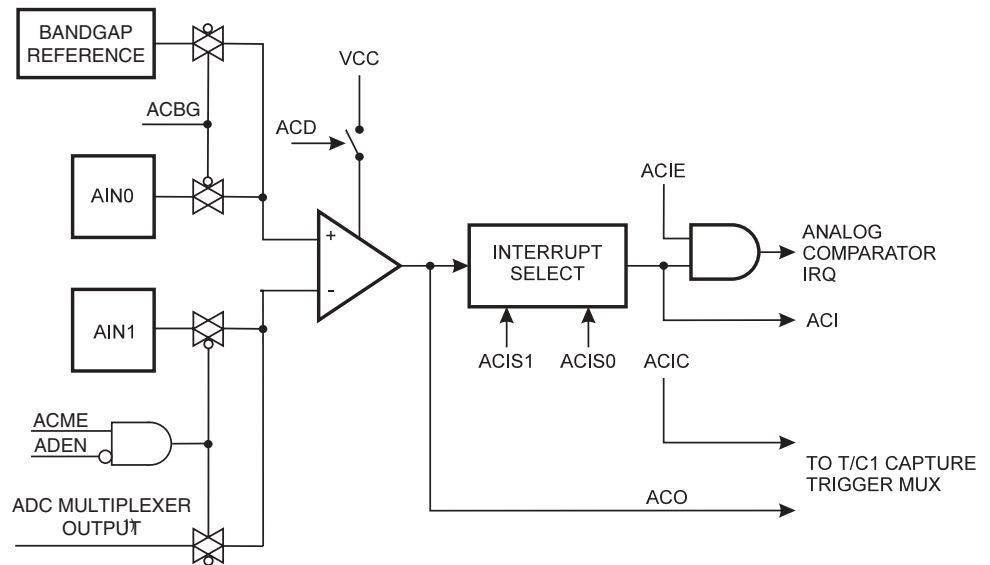 BANDGAP
REFERENCE
VCC
ACBG
ACD
AIN0
ACIE
+
INTERRUPT
SELECT
ANALOG
COMPARATOR
IRQ
-
AIN1
ACI
ACIS1
ACIS0
ACIC
ACME
ADEN
TO T/C1 CAPTURE
TRIGGER MUX
ADC MULTIPLEXER
OUTPUT
1)
ACO